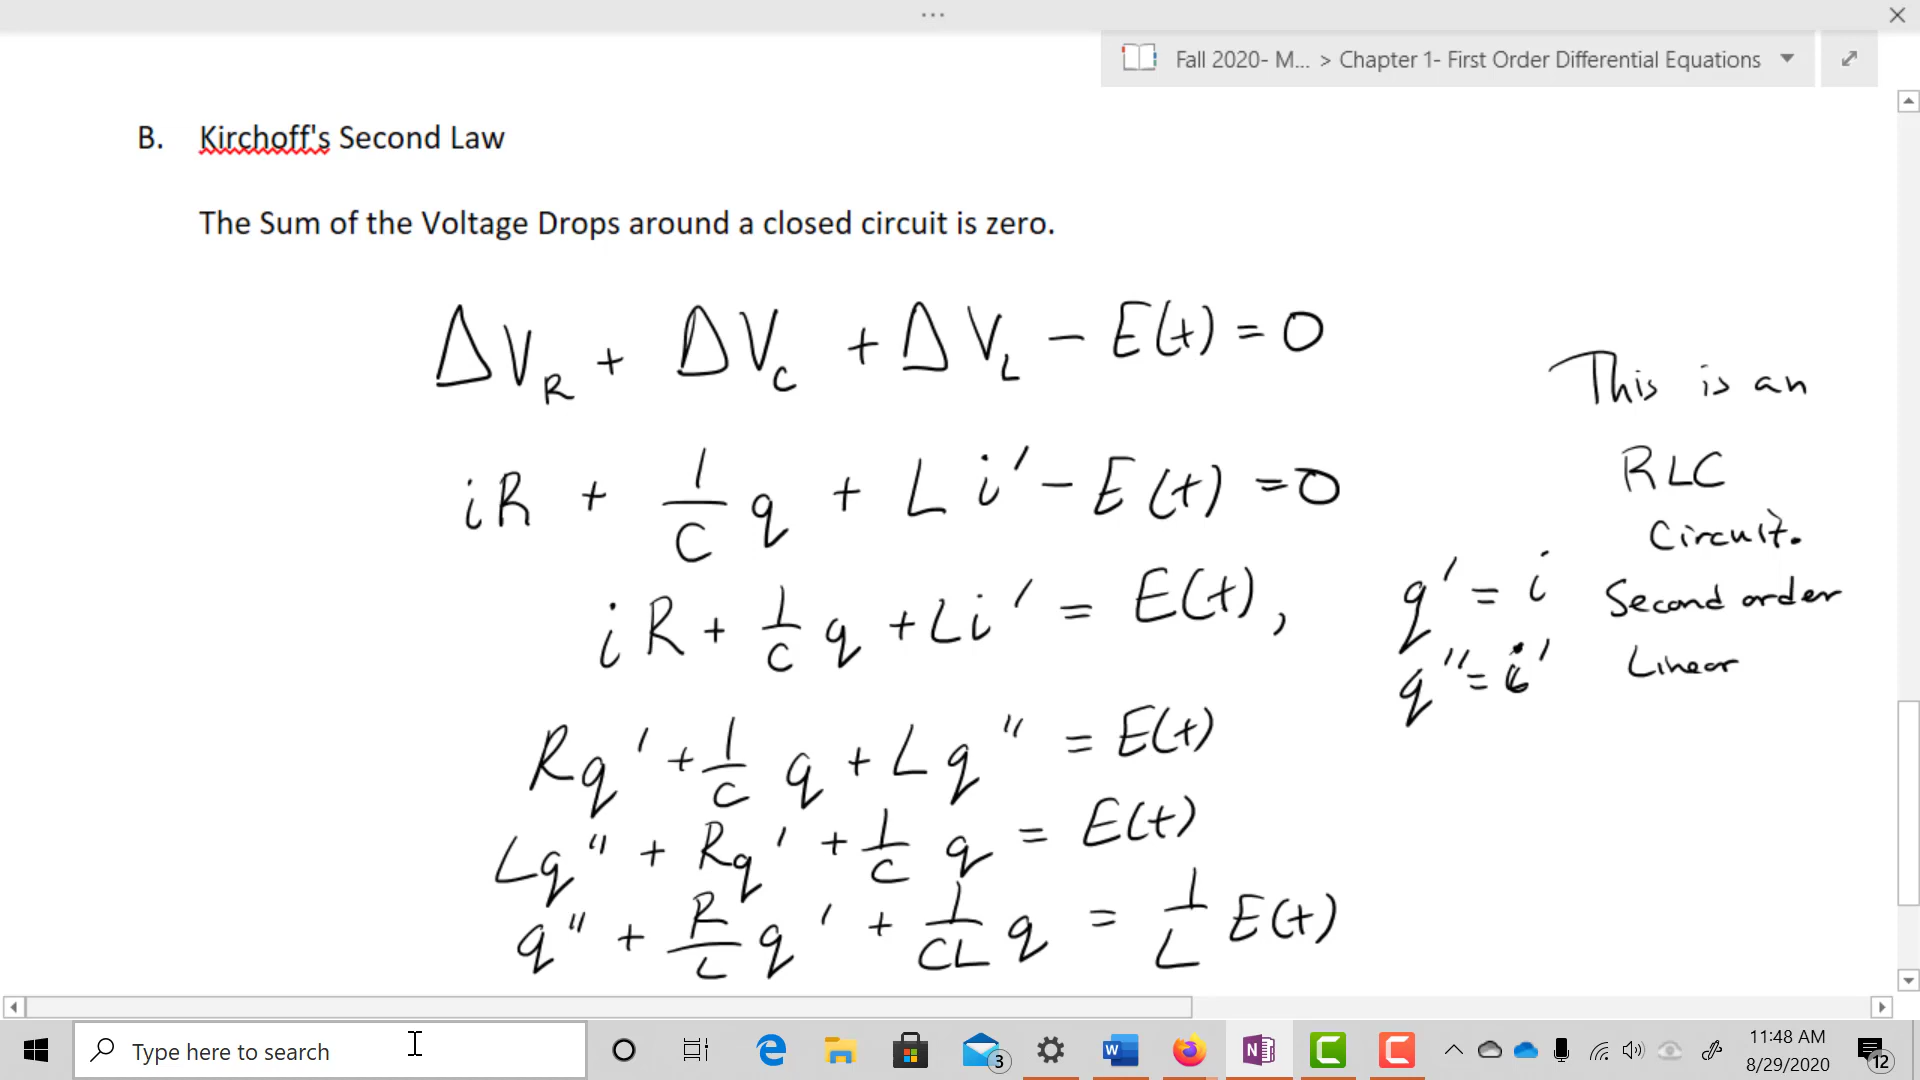 Fall 2020- M... > Chapter 1- First Order Differential Equations
B. Kirchoff's Second Law
The Sum of the Voltage Drops around a closed circuit is zero.
ΔV_R + ΔV_C + ΔV_L − E(t) = 0
This is an
RLC
Circuit.
iR + 1/C q + L i' − E(t) = 0
iR + 1/C q + Li' = E(t),
q' = i
Second order
q'' = i'
Linear
Rq' + 1/C q + Lq'' = E(t)
Lq'' + Rq' + 1/C q = E(t)
q'' + R/L q' + 1/CL q = 1/L E(t)
Type here to search
3
W
N
11:48 AM
8/29/2020
12